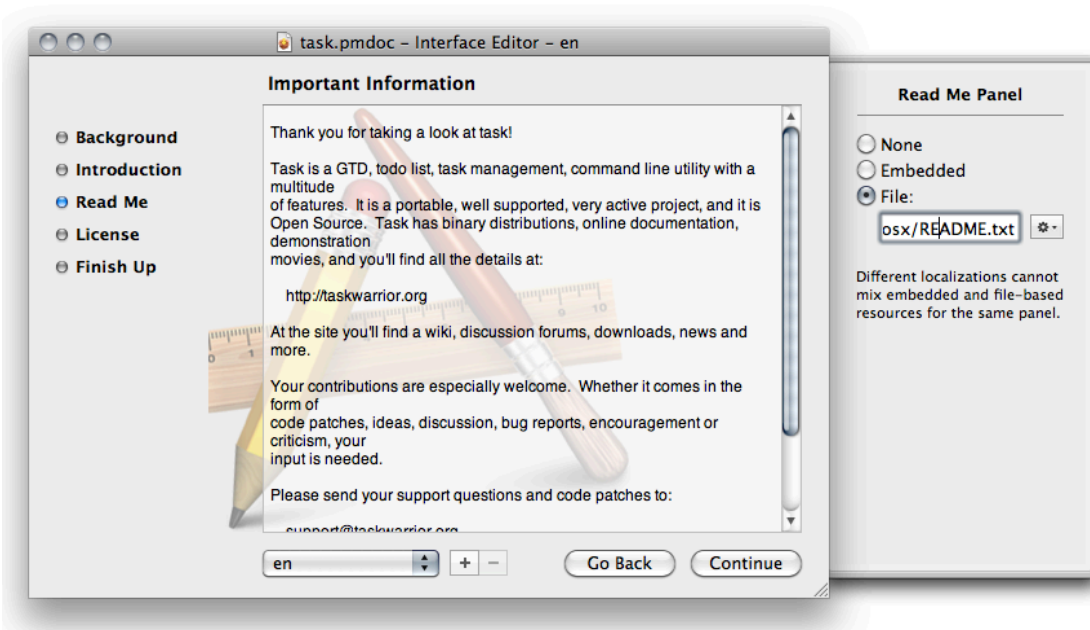 task.pmdoc – Interface Editor – en
Important Information
Background
Introduction
Read Me
License
Finish Up
Thank you for taking a look at task!
Task is a GTD, todo list, task management, command line utility with a
multitude
of features.  It is a portable, well supported, very active project, and it is
Open Source.  Task has binary distributions, online documentation,
demonstration
movies, and you'll find all the details at:
http://taskwarrior.org
At the site you'll find a wiki, discussion forums, downloads, news and
more.
Your contributions are especially welcome.  Whether it comes in the
form of
code patches, ideas, discussion, bug reports, encouragement or
criticism, your
input is needed.
Please send your support questions and code patches to:
support@taskwarrior.org
en
+ –
Go Back
Continue
Read Me Panel
None
Embedded
File:
osx/README.txt
Different localizations cannot
mix embedded and file-based
resources for the same panel.
0 1 9 10